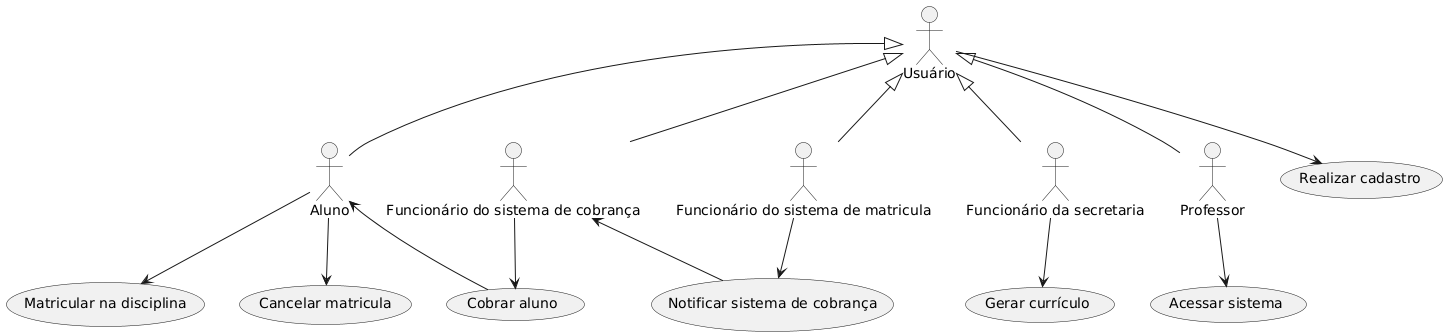 Usuário
Realizar cadastro
Aluno
Funcionário do sistema de cobrança
Funcionário do sistema de matricula
Funcionário da secretaria
Professor
Matricular na disciplina
Cancelar matricula
Cobrar aluno
Notificar sistema de cobrança
Gerar currículo
Acessar sistema